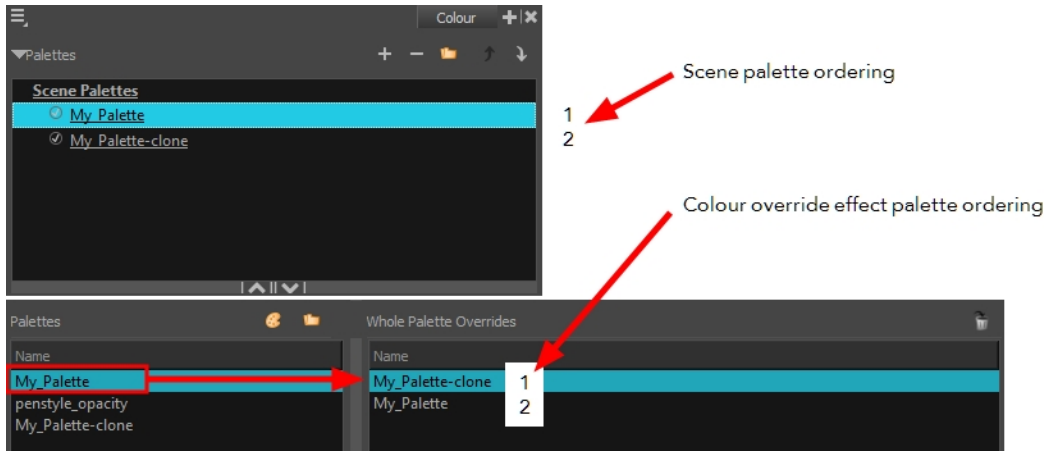 Colour
Palettes
Scene palette ordering
Scene Palettes
My_Palette
1
My_Palette-clone
2
Colour override effect palette ordering
Palettes
Whole Palette Overrides
Name
Name
My_Palette
My_Palette-clone
1
penstyle_opacity
My_Palette
2
My_Palette-clone